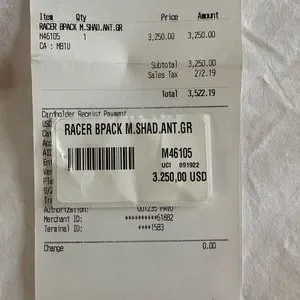 Item Qty Price Amount
RACER BPACK M.SHAD.ANT.GR
M46105 1 3,250.00 3,250.00
CA : MB1U
Subtotal 3,250.00
Sales Tax 272.19
Total 3,522.19
Cardholder Receipt Payment
RACER BPACK M.SHAD.ANT.GR
M46105
UCI 091922
3.250,00 USD
Authorization: 001235 PAVD
Merchant ID: **********61882
Terminal ID: ****1583
Change 0.00